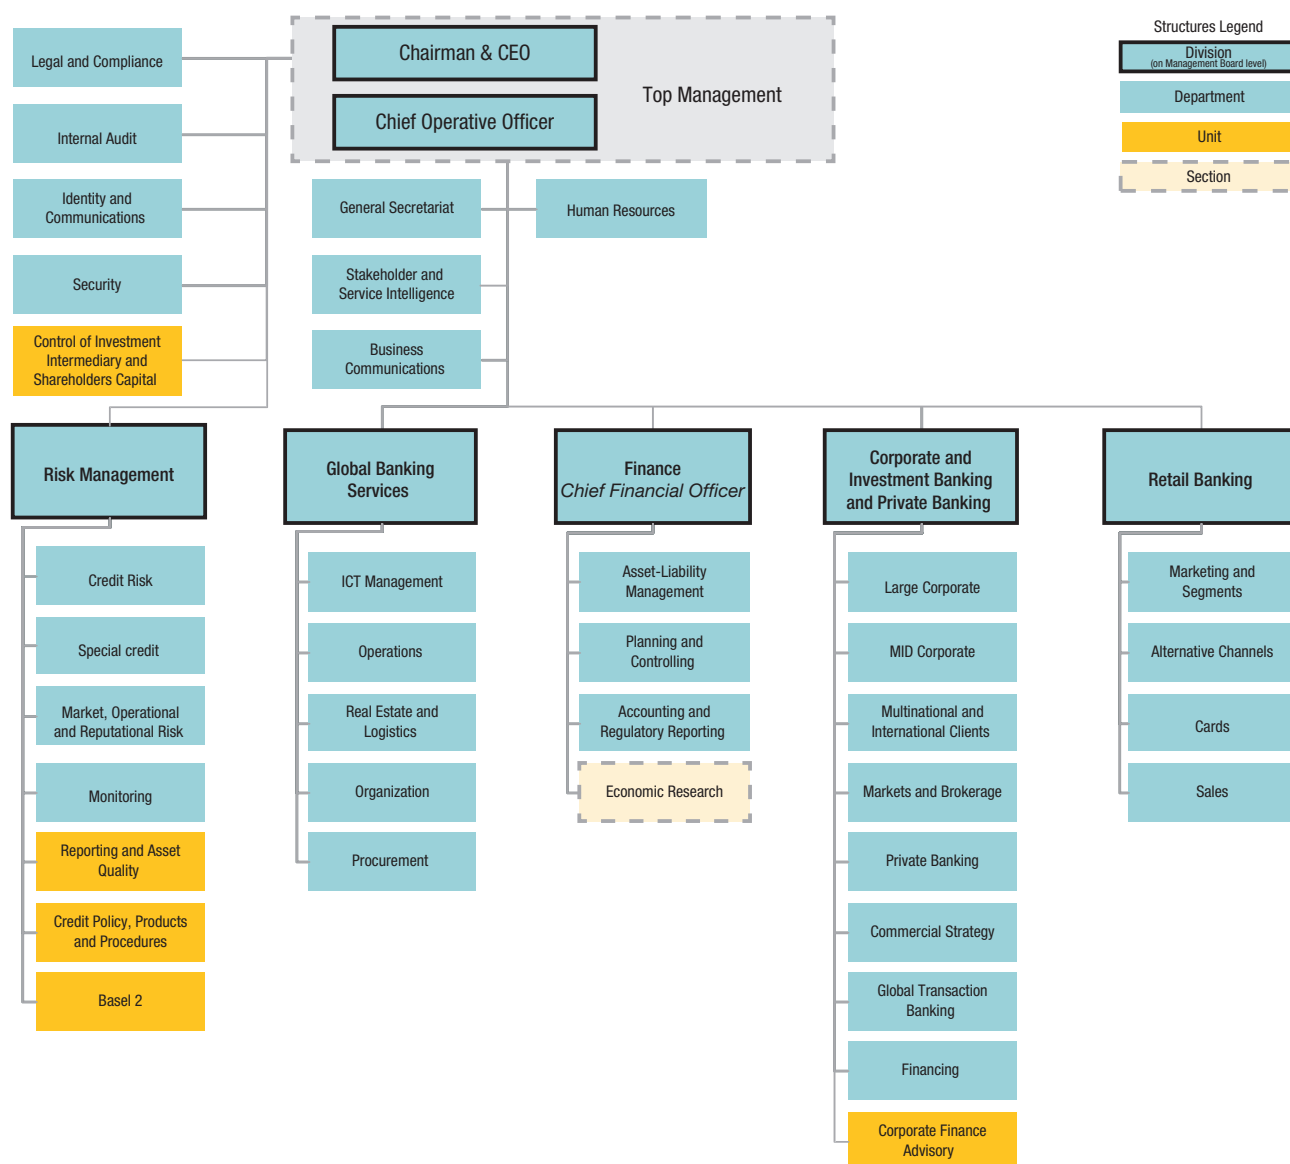 Structures Legend
Division
(on Management Board level)
Department
Unit
Section
Chairman & CEO
Chief Operative Officer
Top Management
Legal and Compliance
Internal Audit
Identity and
Communications
Security
Control of Investment
Intermediary and
Shareholders Capital
General Secretariat
Human Resources
Stakeholder and
Service Intelligence
Business
Communications
Risk Management
Credit Risk
Special credit
Market, Operational
and Reputational Risk
Monitoring
Reporting and Asset
Quality
Credit Policy, Products
and Procedures
Basel 2
Global Banking
Services
ICT Management
Operations
Real Estate and
Logistics
Organization
Procurement
Finance
Chief Financial Officer
Asset-Liability
Management
Planning and
Controlling
Accounting and
Regulatory Reporting
Economic Research
Corporate and
Investment Banking
and Private Banking
Large Corporate
MID Corporate
Multinational and
International Clients
Markets and Brokerage
Private Banking
Commercial Strategy
Global Transaction
Banking
Financing
Corporate Finance
Advisory
Retail Banking
Marketing and
Segments
Alternative Channels
Cards
Sales